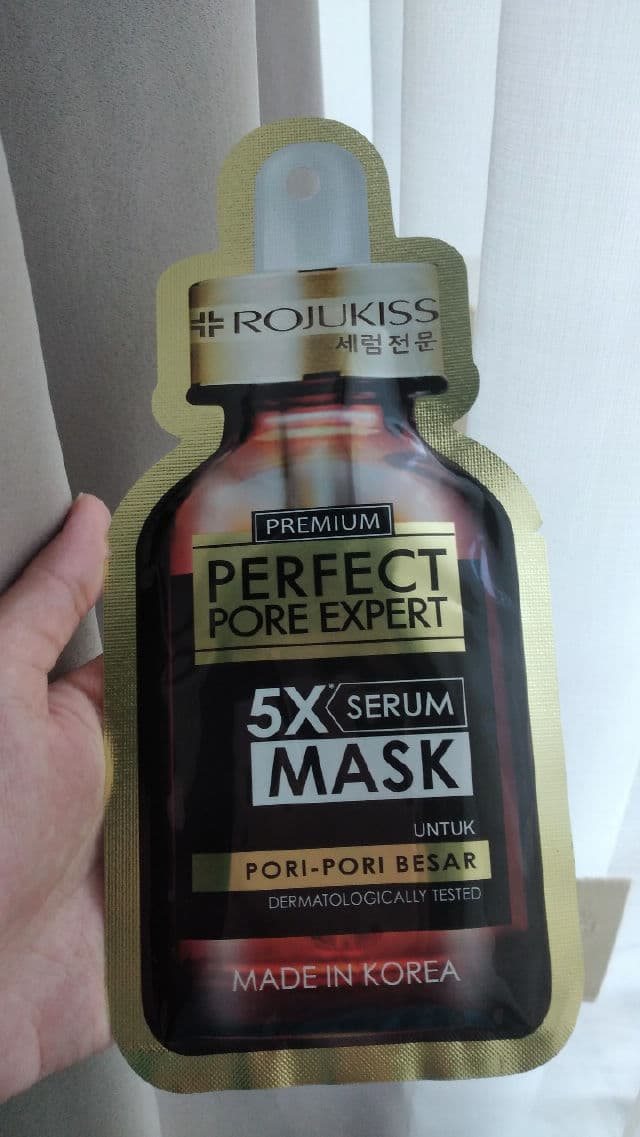 ROJUKISS
세럼전문
PREMIUM
PERFECT
PORE EXPERT
5X* SERUM
MASK
UNTUK
PORI-PORI BESAR
DERMATOLOGICALLY TESTED
MADE IN KOREA